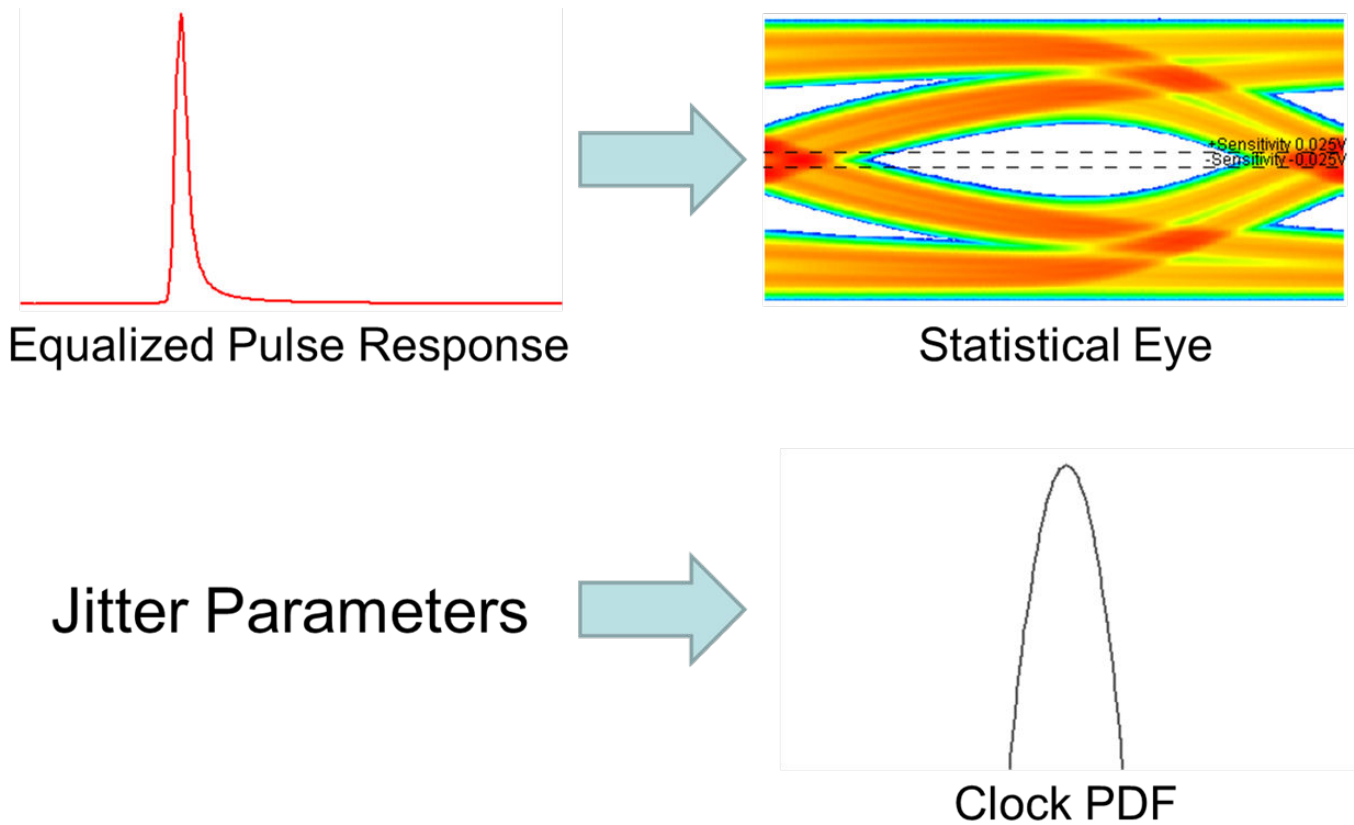 +Sensitivity 0.025V
-Sensitivity -0.025V
Equalized Pulse Response
Statistical Eye
Jitter Parameters
Clock PDF